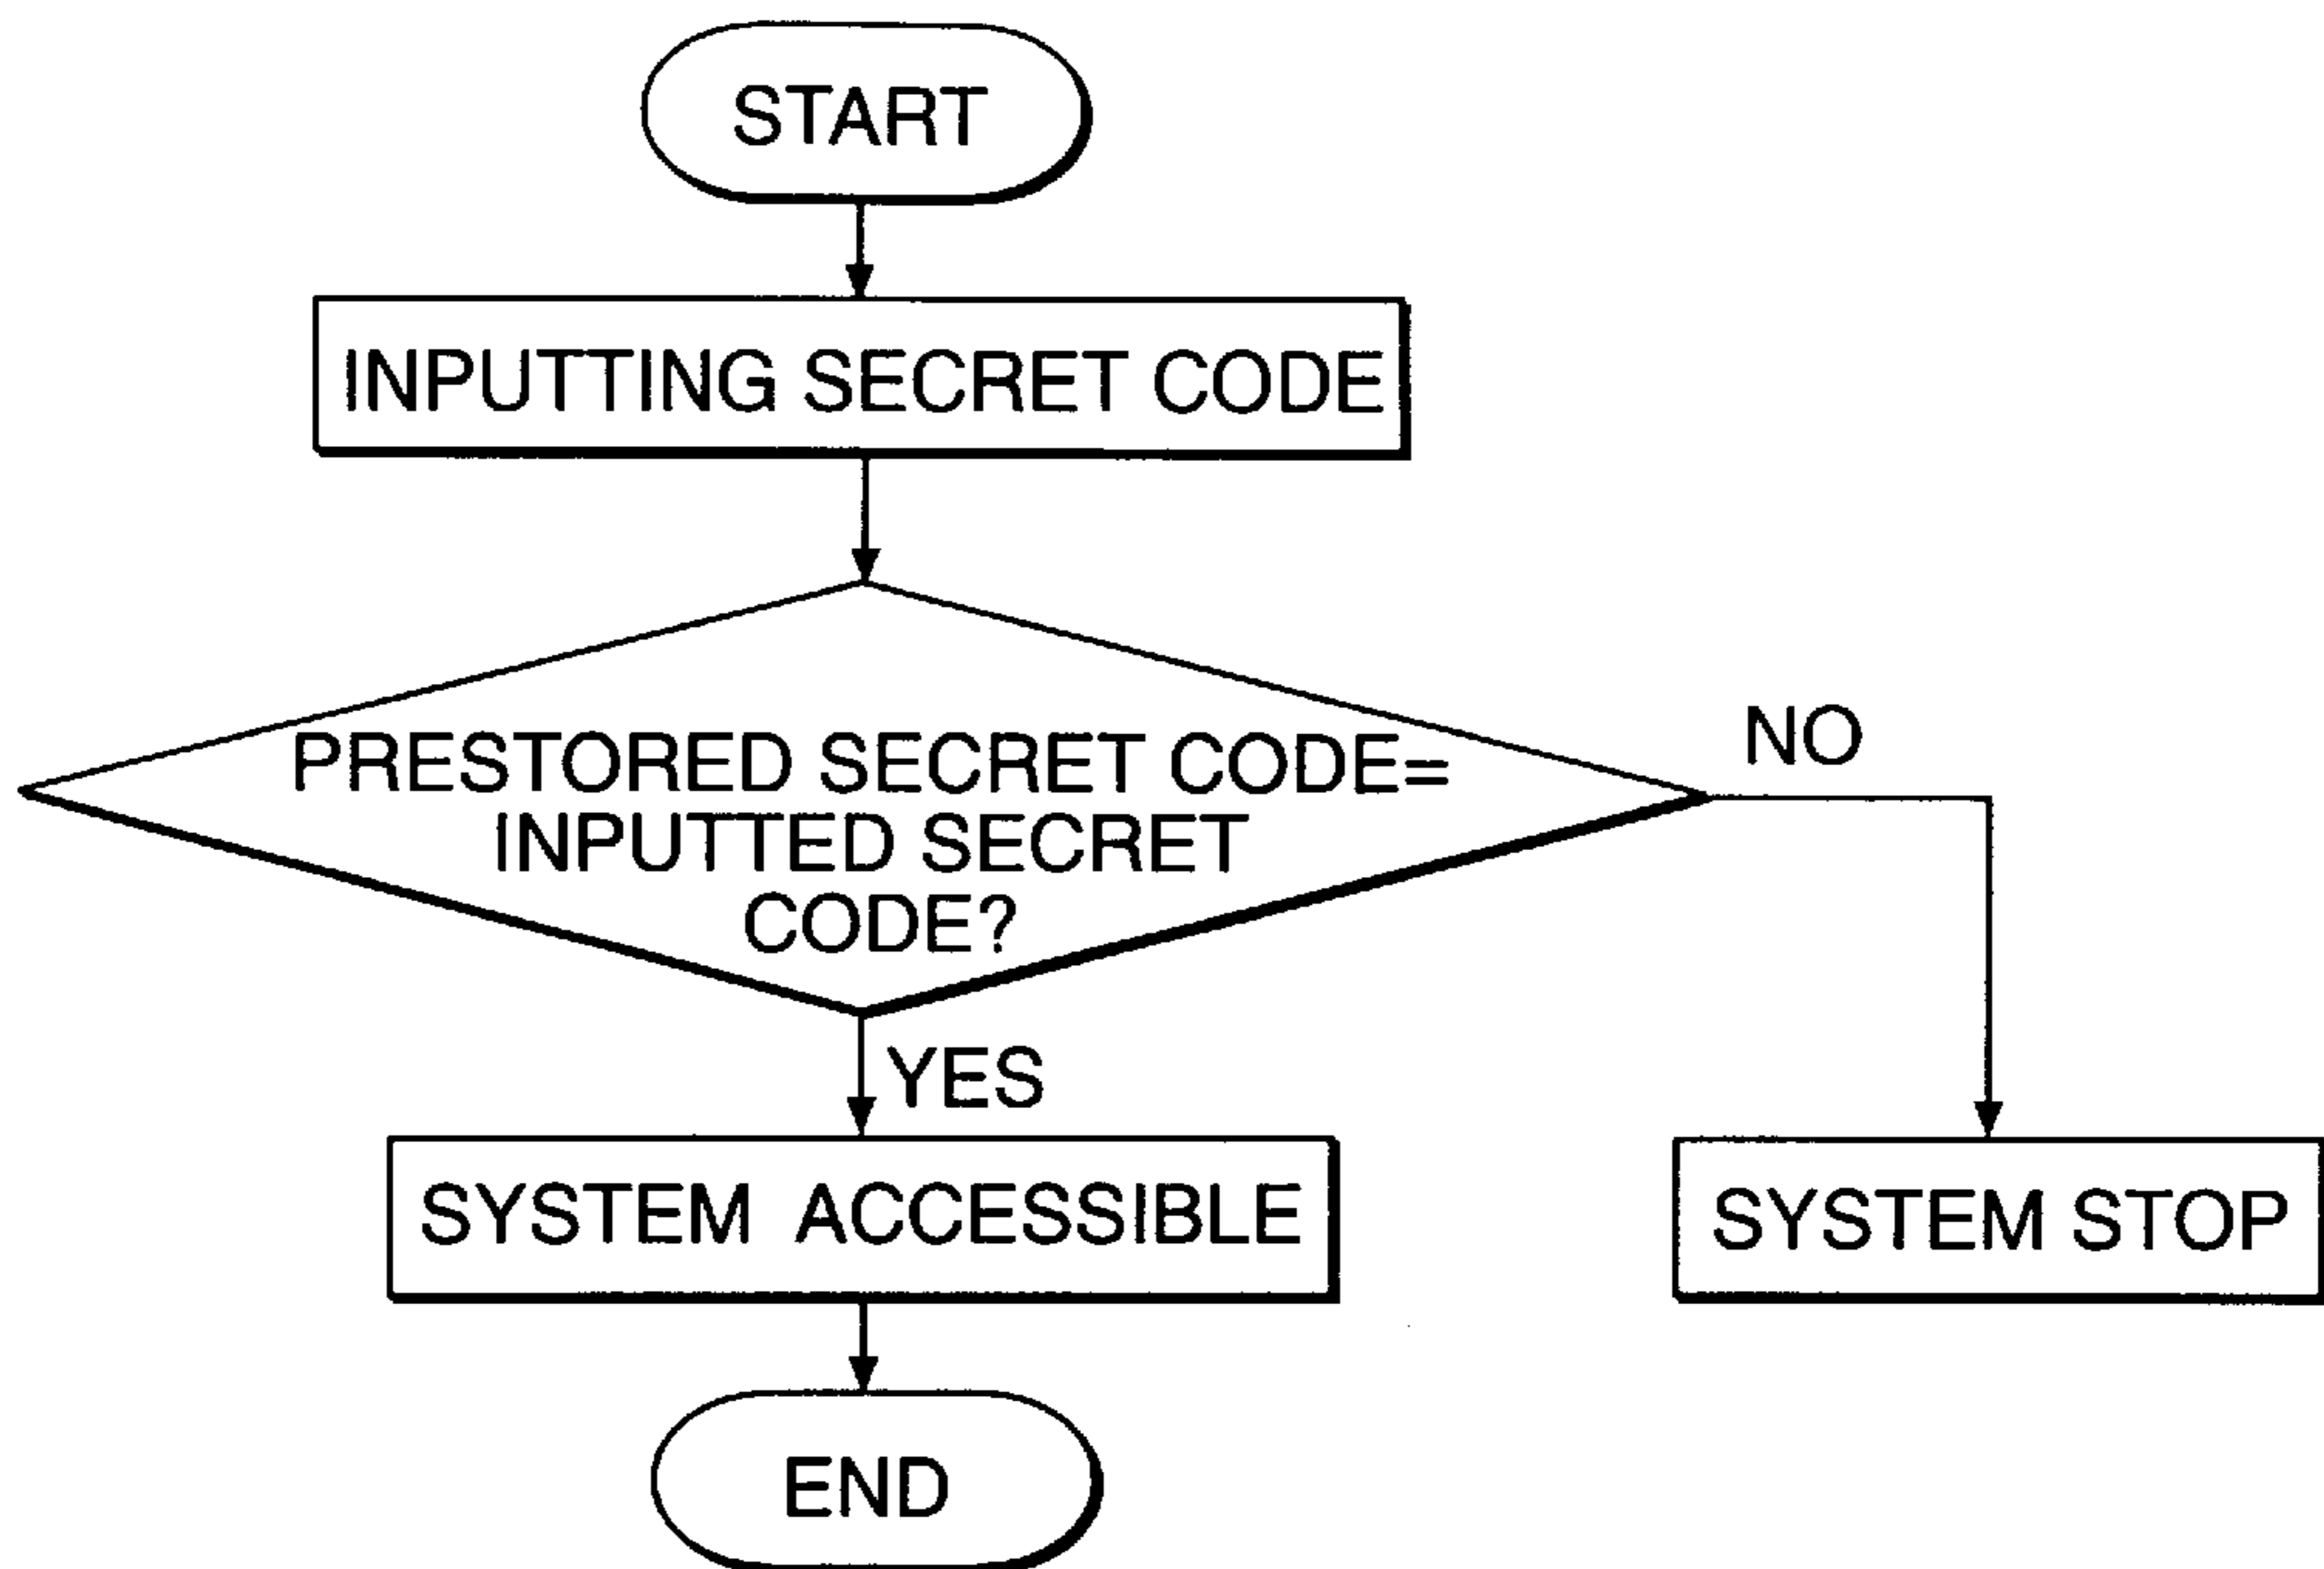 START
INPUTTING SECRET CODE
PRESTORED SECRET CODE=
INPUTTED SECRET
CODE?
NO
YES
SYSTEM ACCESSIBLE
SYSTEM STOP
END